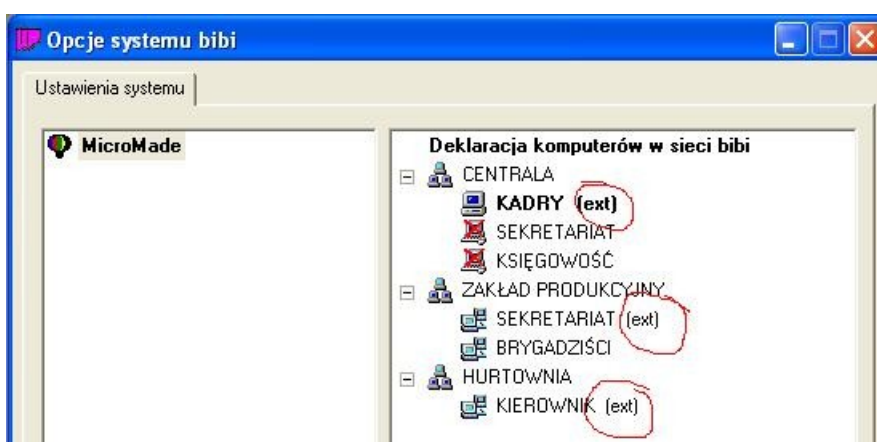 Opcje systemu bibi
Ustawienia systemu
MicroMade
Deklaracja komputerów w sieci bibi
CENTRALA
KADRY (ext)
SEKRETARIAT
KSIĘGOWOŚĆ
ZAKŁAD PRODUKCYJNY
SEKRETARIAT (ext)
BRYGADZIŚCI
HURTOWNIA
KIEROWNIK (ext)